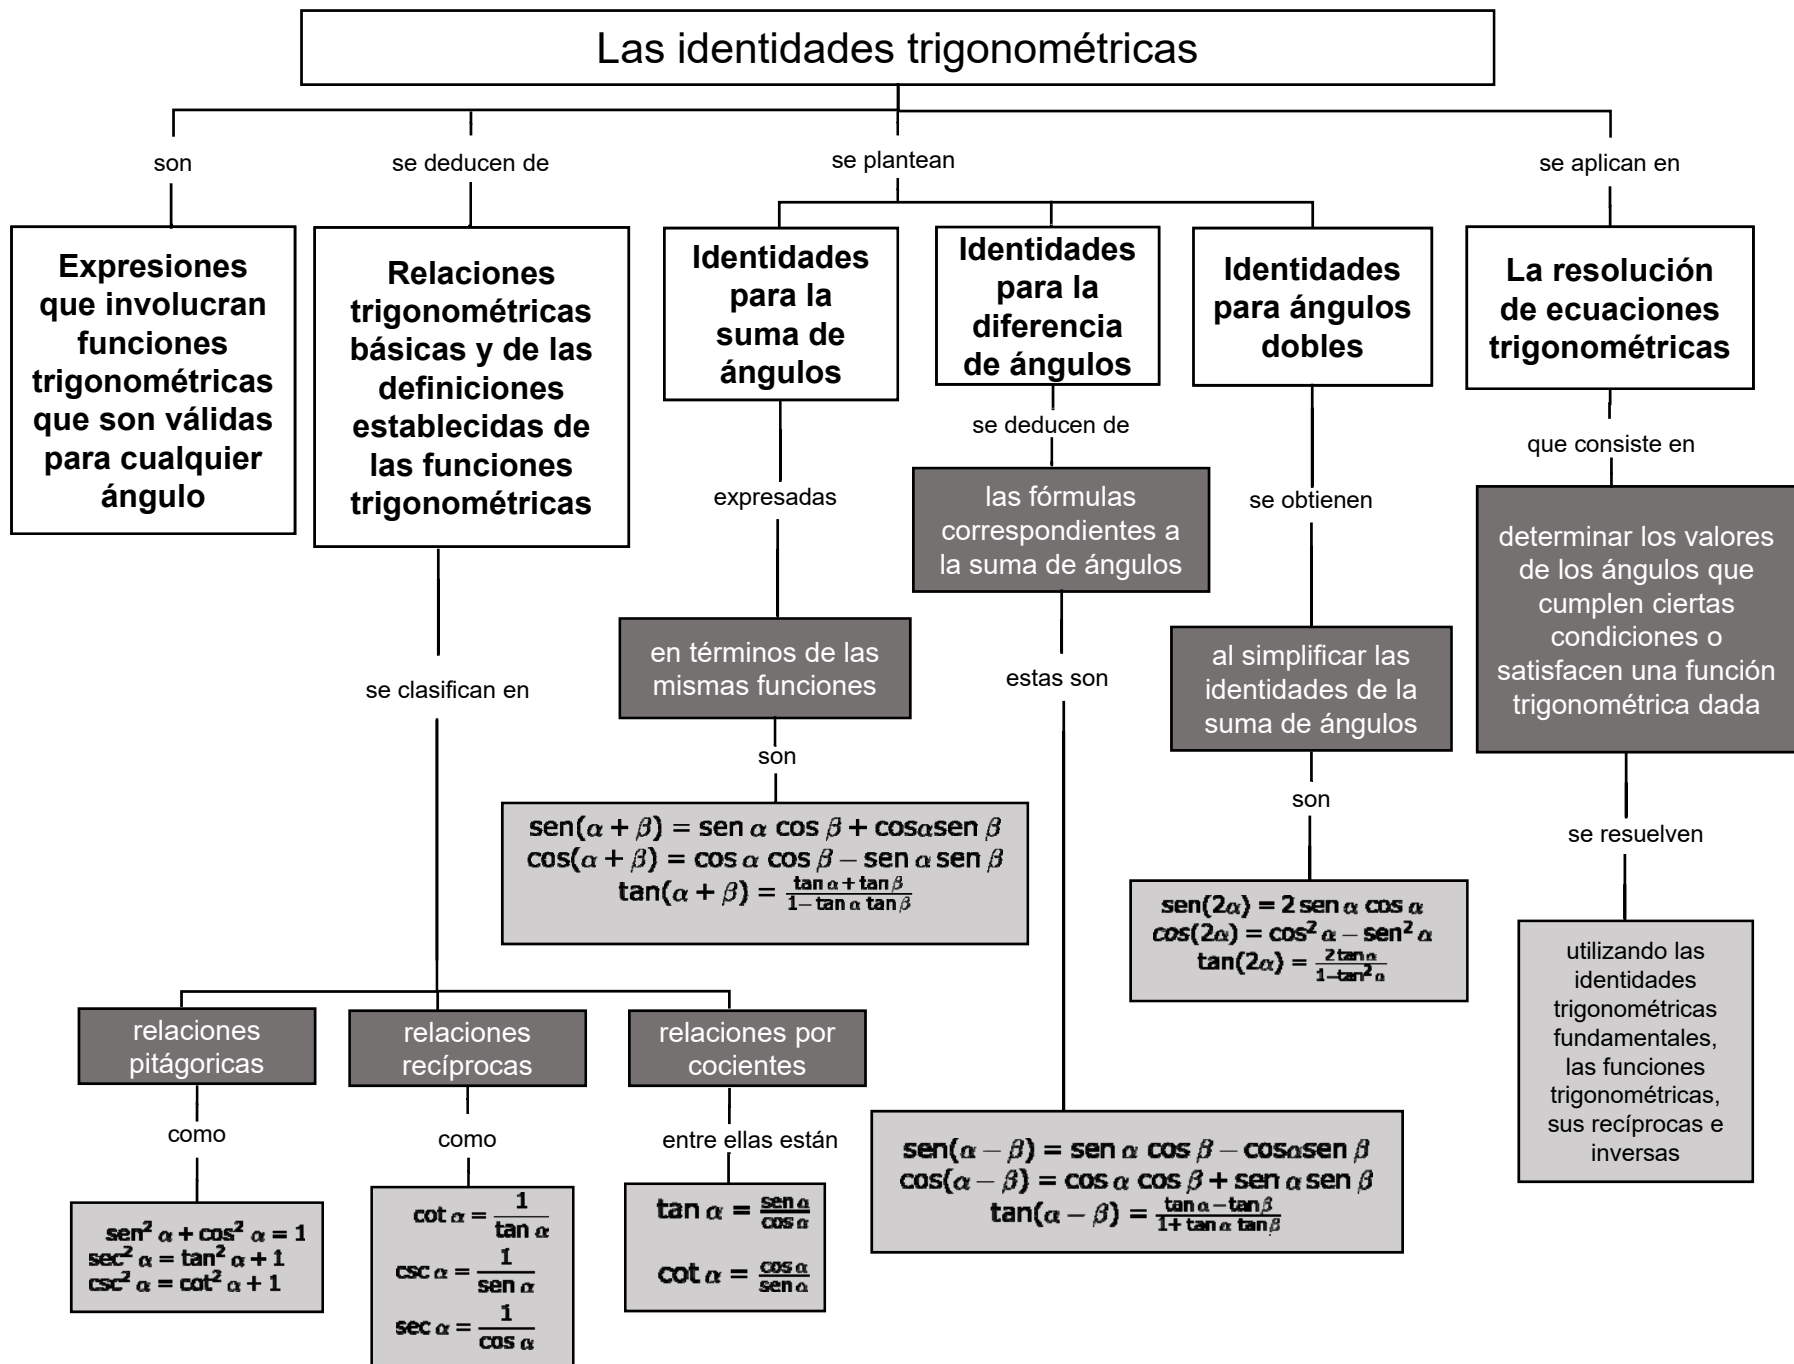 Las identidades trigonométricas
son
Expresiones
que involucran
funciones
trigonométricas
que son válidas
para cualquier
ángulo
se deducen de
Relaciones
trigonométricas
básicas y de las
definiciones
establecidas de
las funciones
trigonométricas
se clasifican en
relaciones
pitágoricas
como
sen² α + cos² α = 1
sec² α = tan² α + 1
csc² α = cot² α + 1
relaciones
recíprocas
como
cot α = 1/tan α
csc α = 1/sen α
sec α = 1/cos α
relaciones por
cocientes
entre ellas están
tan α = sen α/cos α
cot α = cos α/sen α
se plantean
Identidades
para la
suma de
ángulos
expresadas
en términos de las
mismas funciones
son
sen(α + β) = sen α cos β + cosαsen β
cos(α + β) = cos α cos β − sen α sen β
tan(α + β) = (tan α + tan β)/(1 − tan α tan β)
Identidades
para la
diferencia
de ángulos
se deducen de
las fórmulas
correspondientes a
la suma de ángulos
estas son
sen(α − β) = sen α cos β − cosαsen β
cos(α − β) = cos α cos β + sen α sen β
tan(α − β) = (tan α − tan β)/(1 + tan α tan β)
Identidades
para ángulos
dobles
se obtienen
al simplificar las
identidades de la
suma de ángulos
son
sen(2α) = 2 sen α cos α
cos(2α) = cos² α − sen² α
tan(2α) = 2 tan α/(1 − tan² α)
se aplican en
La resolución
de ecuaciones
trigonométricas
que consiste en
determinar los valores
de los ángulos que
cumplen ciertas
condiciones o
satisfacen una función
trigonométrica dada
se resuelven
utilizando las
identidades
trigonométricas
fundamentales,
las funciones
trigonométricas,
sus recíprocas e
inversas